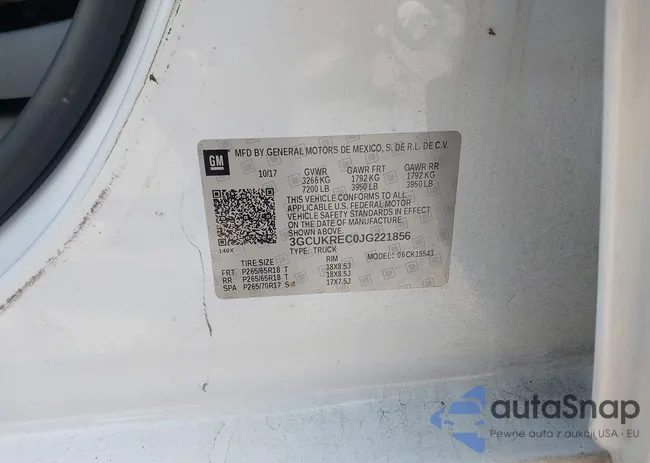 GM
MFD BY GENERAL MOTORS DE MEXICO, S. DE R.L. DE C.V.
10/17 GVWR GAWR FRT GAWR RR
3266 KG 1792 KG 1792 KG
7200 LB 3950 LB 3950 LB
THIS VEHICLE CONFORMS TO ALL
APPLICABLE U.S. FEDERAL MOTOR
VEHICLE SAFETY STANDARDS IN EFFECT
ON THE DATE OF MANUFACTURE
SHOWN ABOVE.
3GCUKREC0JG221856
140X TYPE: TRUCK MODEL: 06CK15543
TIRE SIZE RIM
FRT P265/65R18 T 18X8.5J
RR P265/65R18 T 18X8.5J
SPA P265/70R17 S 17X7.5J
autaSnap
Pewne auta z aukcji USA i EU